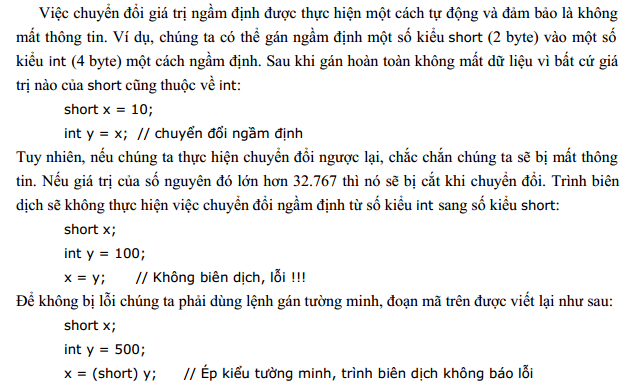 Việc chuyển đổi giá trị ngầm định được thực hiện một cách tự động và đảm bảo là không
mất thông tin. Ví dụ, chúng ta có thể gán ngầm định một số kiểu short (2 byte) vào một số
kiểu int (4 byte) một cách ngầm định. Sau khi gán hoàn toàn không mất dữ liệu vì bất cứ giá
trị nào của short cũng thuộc về int:
short x = 10;
int y = x; // chuyển đổi ngầm định
Tuy nhiên, nếu chúng ta thực hiện chuyển đổi ngược lại, chắc chắn chúng ta sẽ bị mất thông
tin. Nếu giá trị của số nguyên đó lớn hơn 32.767 thì nó sẽ bị cắt khi chuyển đổi. Trình biên
dịch sẽ không thực hiện việc chuyển đổi ngầm định từ số kiểu int sang số kiểu short:
short x;
int y = 100;
x = y; // Không biên dịch, lỗi !!!
Để không bị lỗi chúng ta phải dùng lệnh gán tường minh, đoạn mã trên được viết lại như sau:
short x;
int y = 500;
x = (short) y; // Ép kiểu tường minh, trình biên dịch không báo lỗi